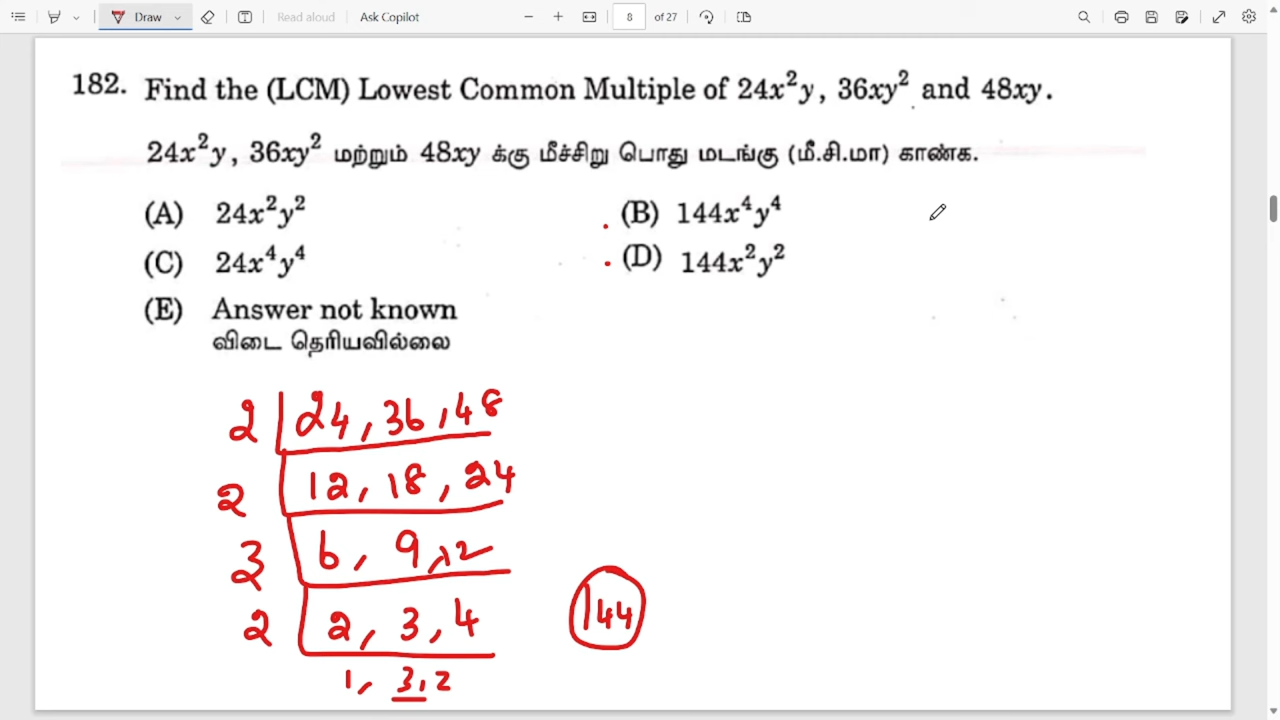 Draw
Read aloud
Ask Copilot
8
of 27
182. Find the (LCM) Lowest Common Multiple of 24x²y, 36xy² and 48xy.
24x²y, 36xy² மற்றும் 48xy க்கு மீச்சிறு பொது மடங்கு (மீ.சி.மா) காண்க.
(A) 24x²y² (B) 144x⁴y⁴
(C) 24x⁴y⁴ (D) 144x²y²
(E) Answer not known
விடை தெரியவில்லை
2 24, 36, 48
2 12, 18, 24
3 6, 9, 12
2 2, 3, 4
1, 3, 2
144